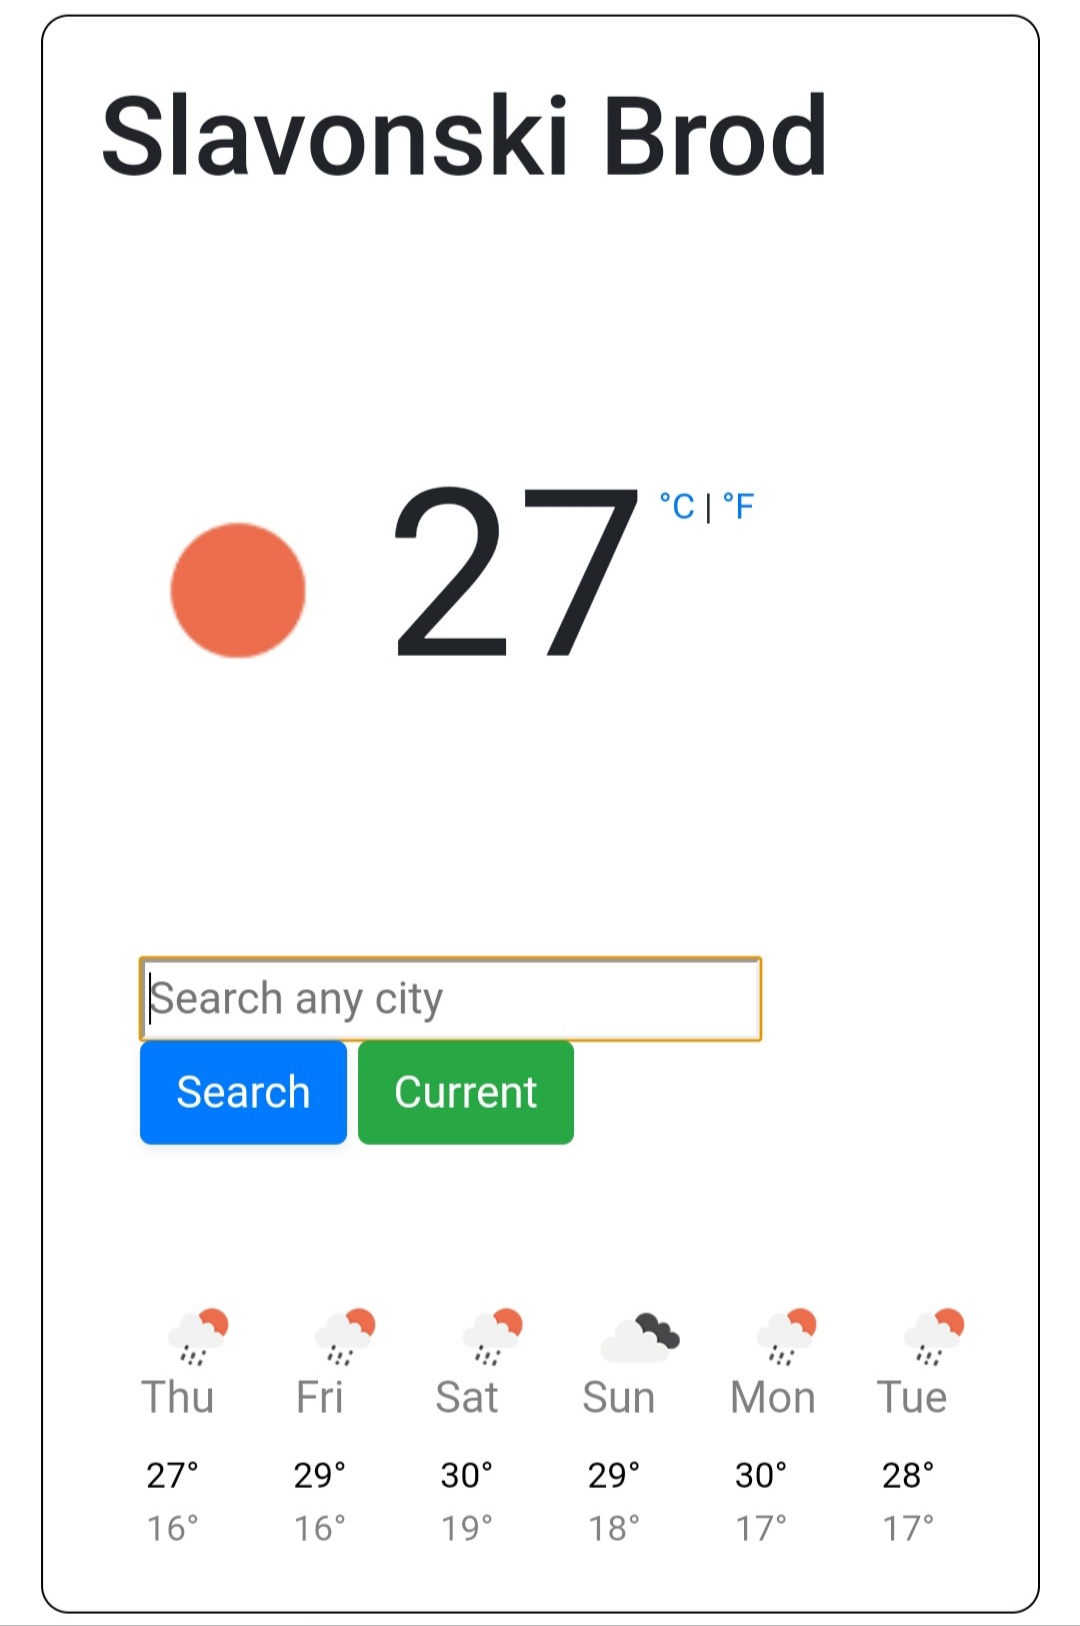 Slavonski Brod
27 °C | °F
Search any city
Search Current
Thu Fri Sat Sun Mon Tue
27° 29° 30° 29° 30° 28°
16° 16° 19° 18° 17° 17°